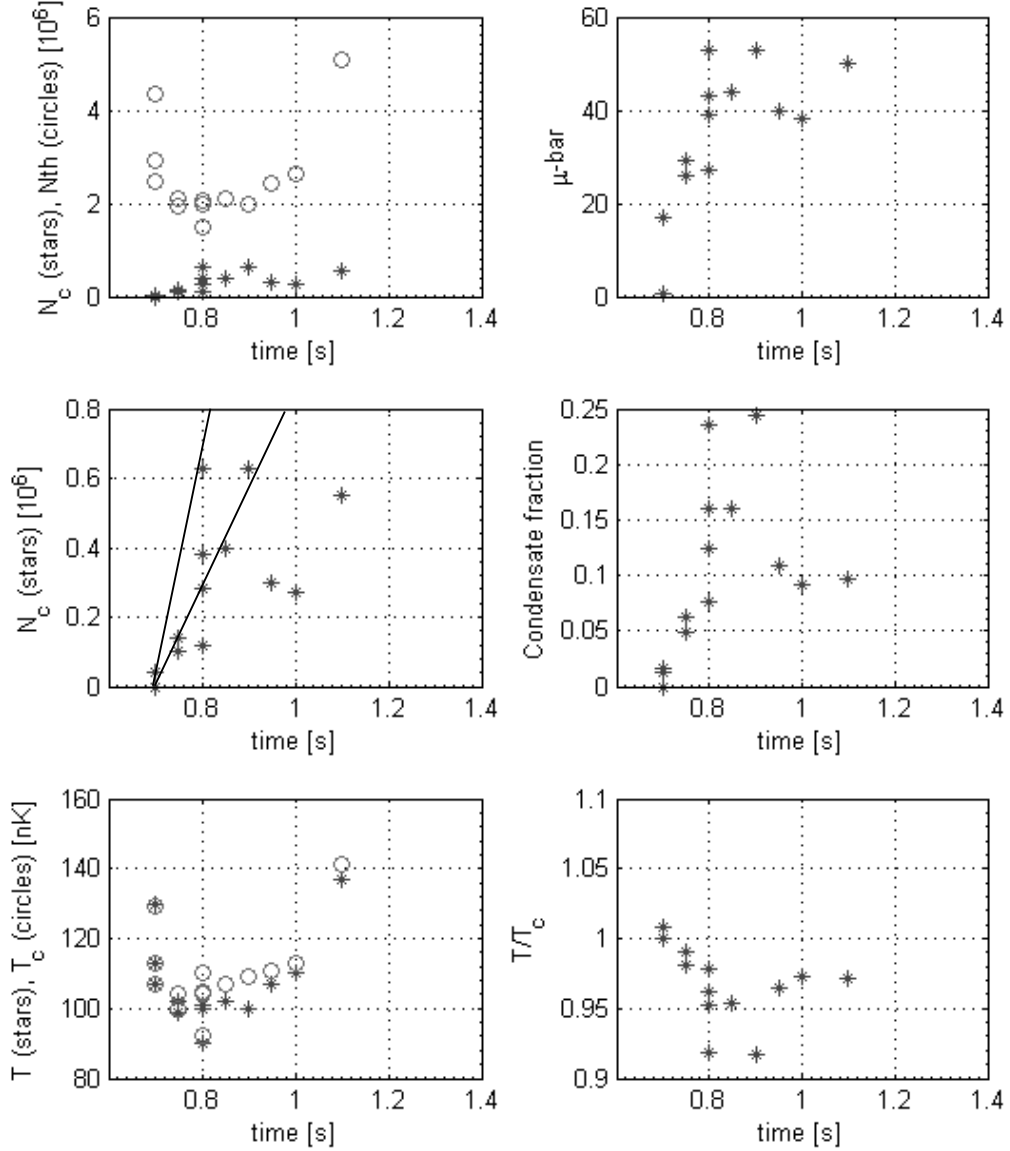 N_c (stars), Nth (circles) [10^6]
6
4
2
0
0.8 1 1.2 1.4
time [s]
μ-bar
60
40
20
0
0.8 1 1.2 1.4
time [s]
N_c (stars) [10^6]
0.8
0.6
0.4
0.2
0
0.8 1 1.2 1.4
time [s]
Condensate fraction
0.25
0.2
0.15
0.1
0.05
0
0.8 1 1.2 1.4
time [s]
T (stars), T_c (circles) [nK]
160
140
120
100
80
0.8 1 1.2 1.4
time [s]
T/T_c
1.1
1.05
1
0.95
0.9
0.8 1 1.2 1.4
time [s]